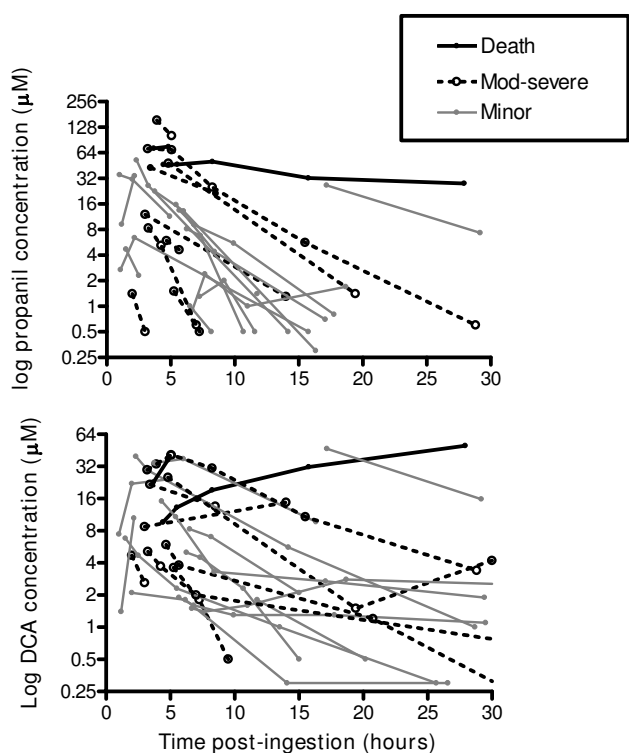 Death
Mod-severe
Minor
log propanil concentration (µM)
256
128
64
32
16
8
4
2
1
0.5
0.25
0 5 10 15 20 25 30
Log DCA concentration (µM)
64
32
16
8
4
2
1
0.5
0.25
0 5 10 15 20 25 30
Time post-ingestion (hours)